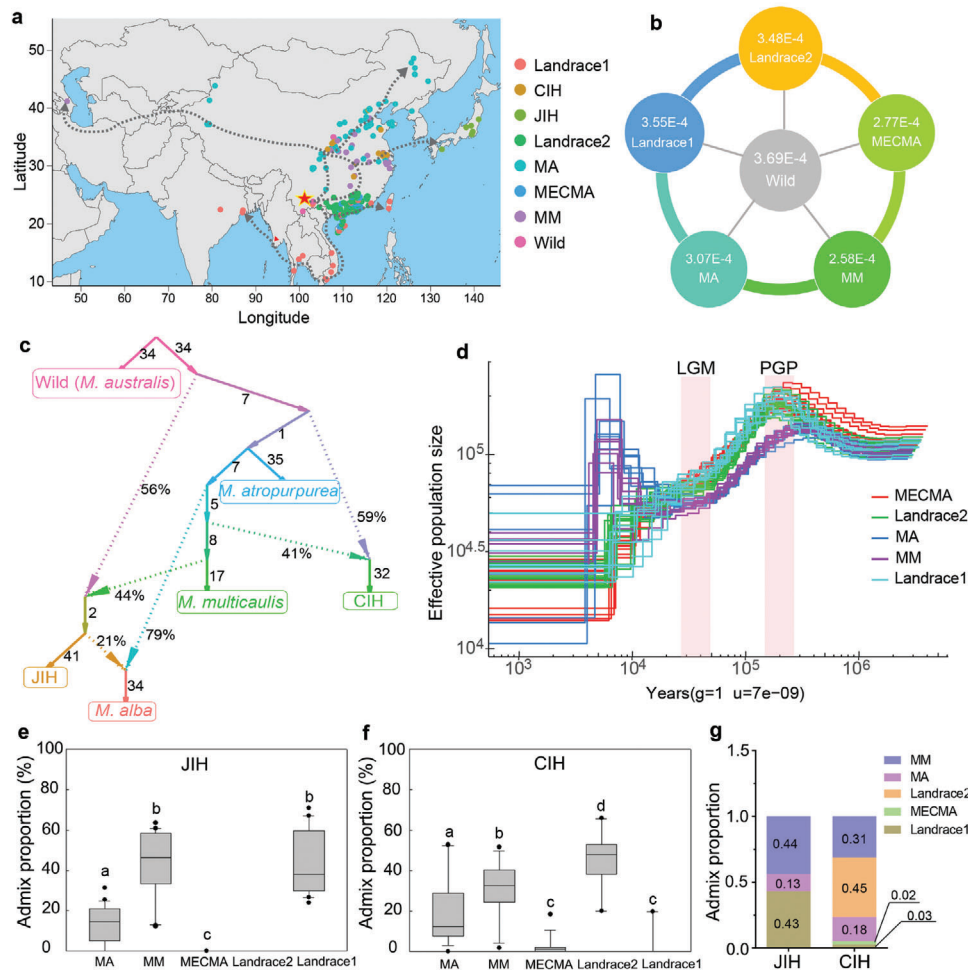 a
Latitude
50
40
30
20
10
50 60 70 80 90 100 110 120 130 140
Longitude
Landrace1
CIH
JIH
Landrace2
MA
MECMA
MM
Wild
b
3.48E-4
Landrace2
3.55E-4
Landrace1
2.77E-4
MECMA
3.69E-4
Wild
3.07E-4
MA
2.58E-4
MM
c
34 34
Wild (M. australis)
7
1
7 35
M. atropurpurea
56%
5
59%
8
41%
17
32
44%
M. multicaulis
CIH
2
79%
21%
41
JIH
34
M. alba
d
LGM PGP
Effective population size
10^5
10^4.5
10^4
10^3 10^4 10^5 10^6
Years(g=1 u=7e-09)
MECMA
Landrace2
MA
MM
Landrace1
e
JIH
Admix proportion (%)
100
80
60
40
20
0
a
b
c
b
MA MM MECMA Landrace2 Landrace1
f
CIH
Admix proportion (%)
100
80
60
40
20
0
a
b
c
d
c
MA MM MECMA Landrace2 Landrace1
g
Admix proportion
1.5
1.0
0.5
0.0
MM
MA
Landrace2
MECMA
Landrace1
0.44
0.13
0.43
0.31
0.45
0.18
0.02
0.03
JIH CIH